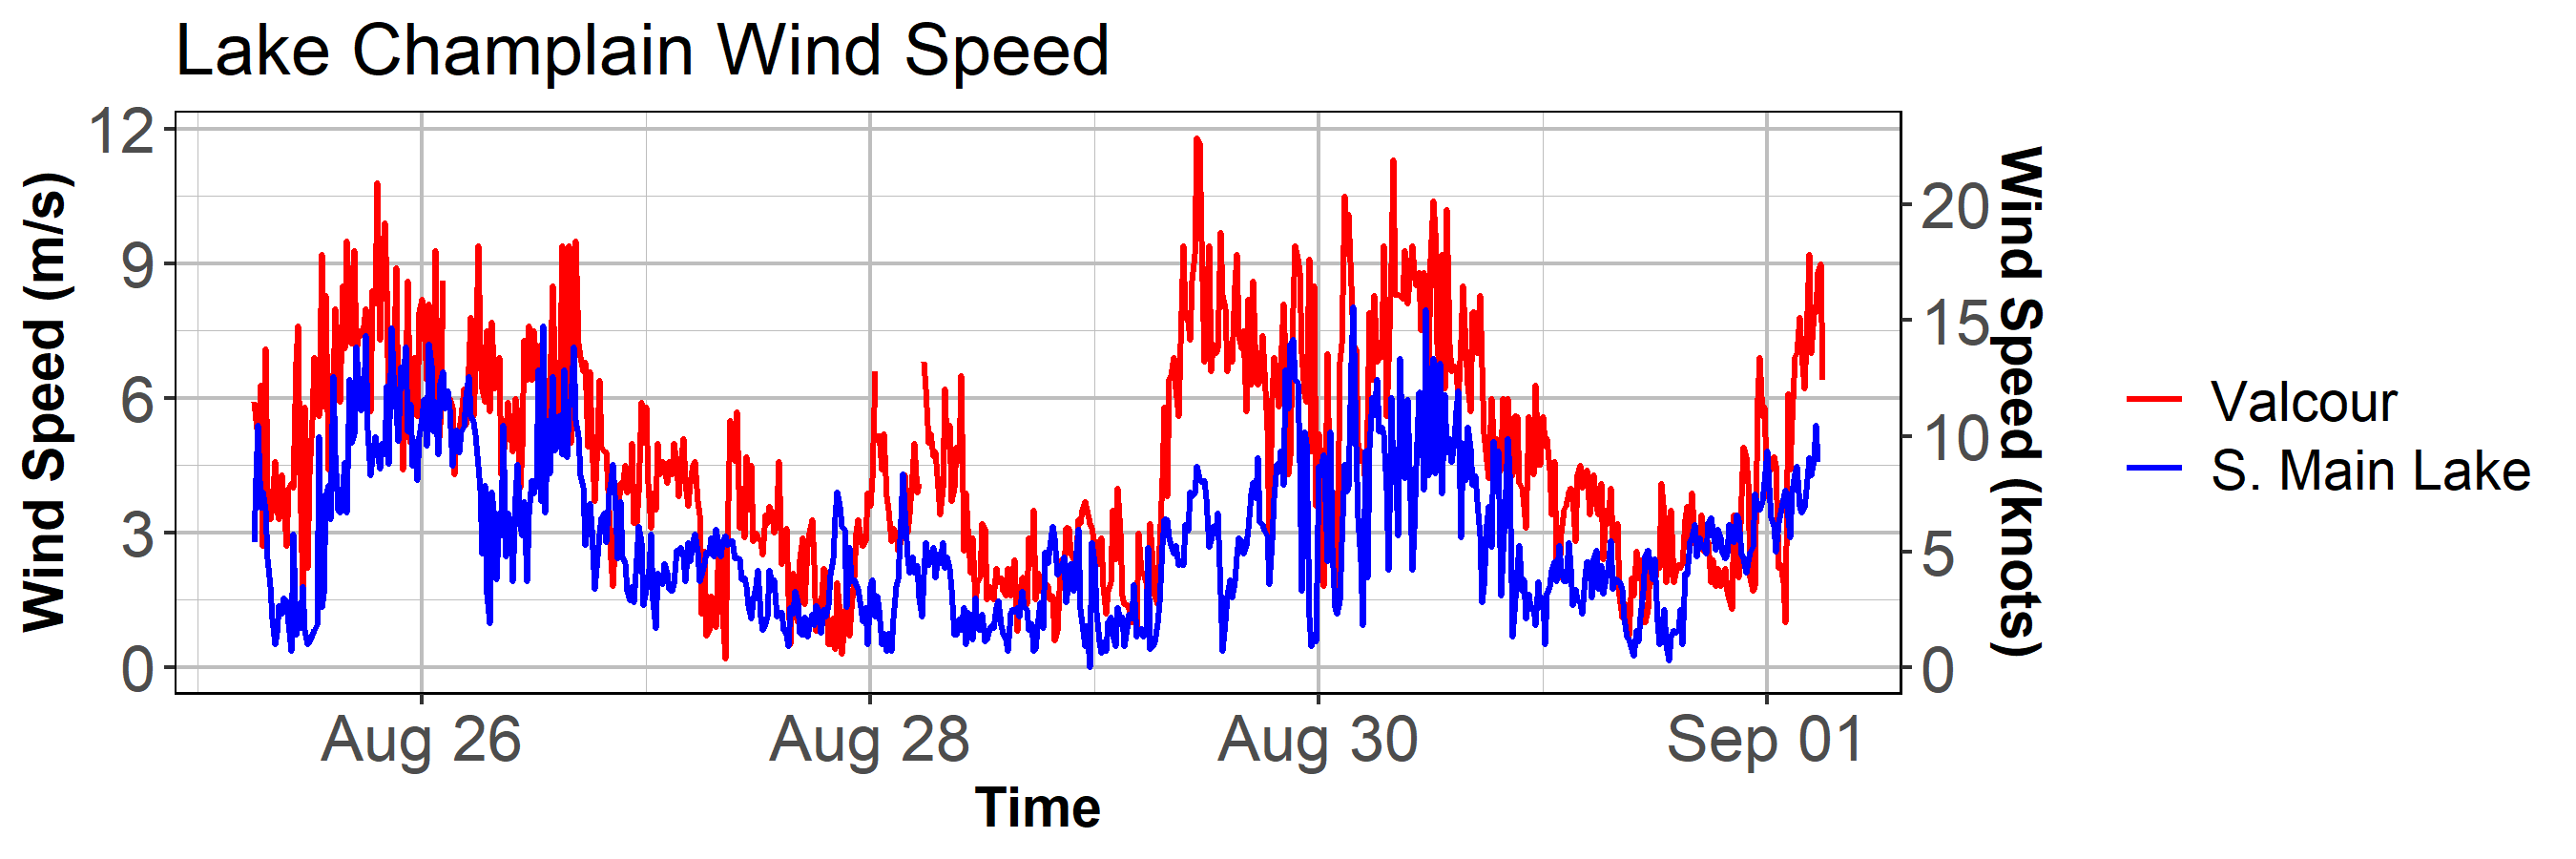 Lake Champlain Wind Speed
Wind Speed (m/s)
12
9
6
3
0
20
15
10
5
0
Wind Speed (knots)
Aug 26
Aug 28
Aug 30
Sep 01
Time
Valcour
S. Main Lake